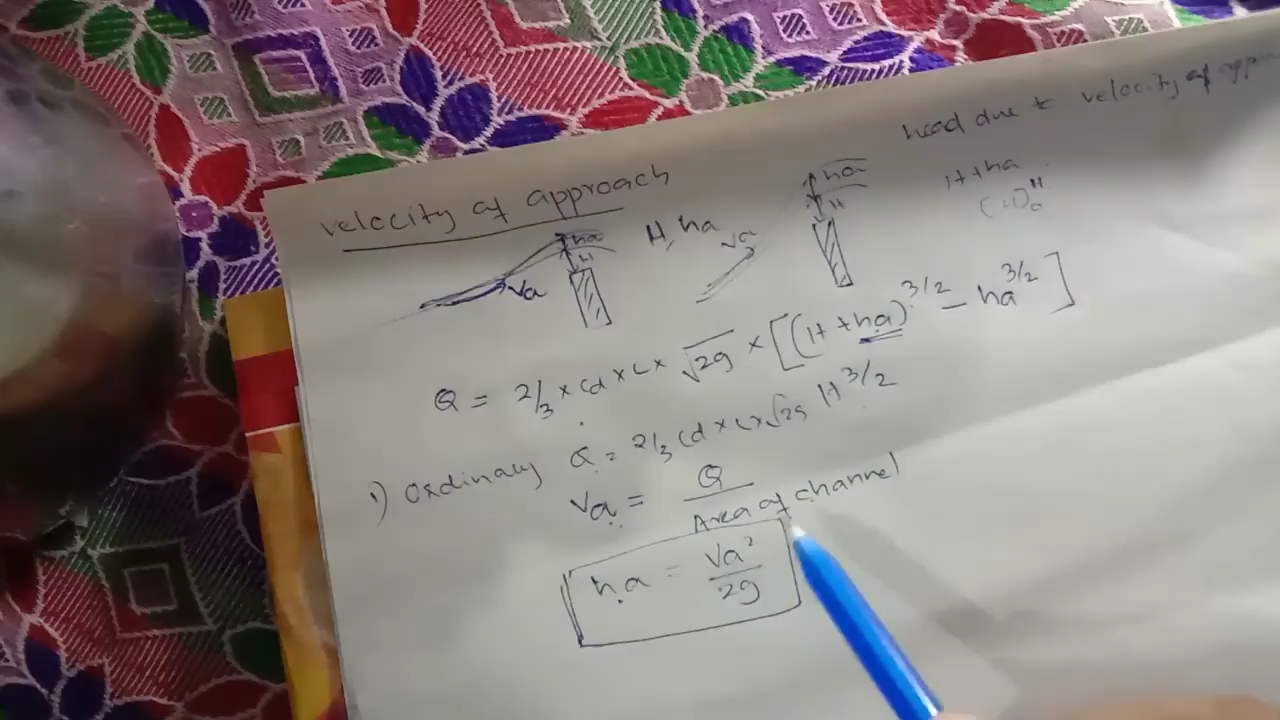 head due to velocity of app
velocity of approach
ha
H
Va
H, ha
Va
ha
H
H+ha
Q = 2/3 × Cd × L × √2g × [(H + ha)^3/2 − ha^3/2]
1) Ordinary Q = 2/3 Cd × L × √2g H^3/2
Va = Q / Area of channel
ha = Va² / 2g